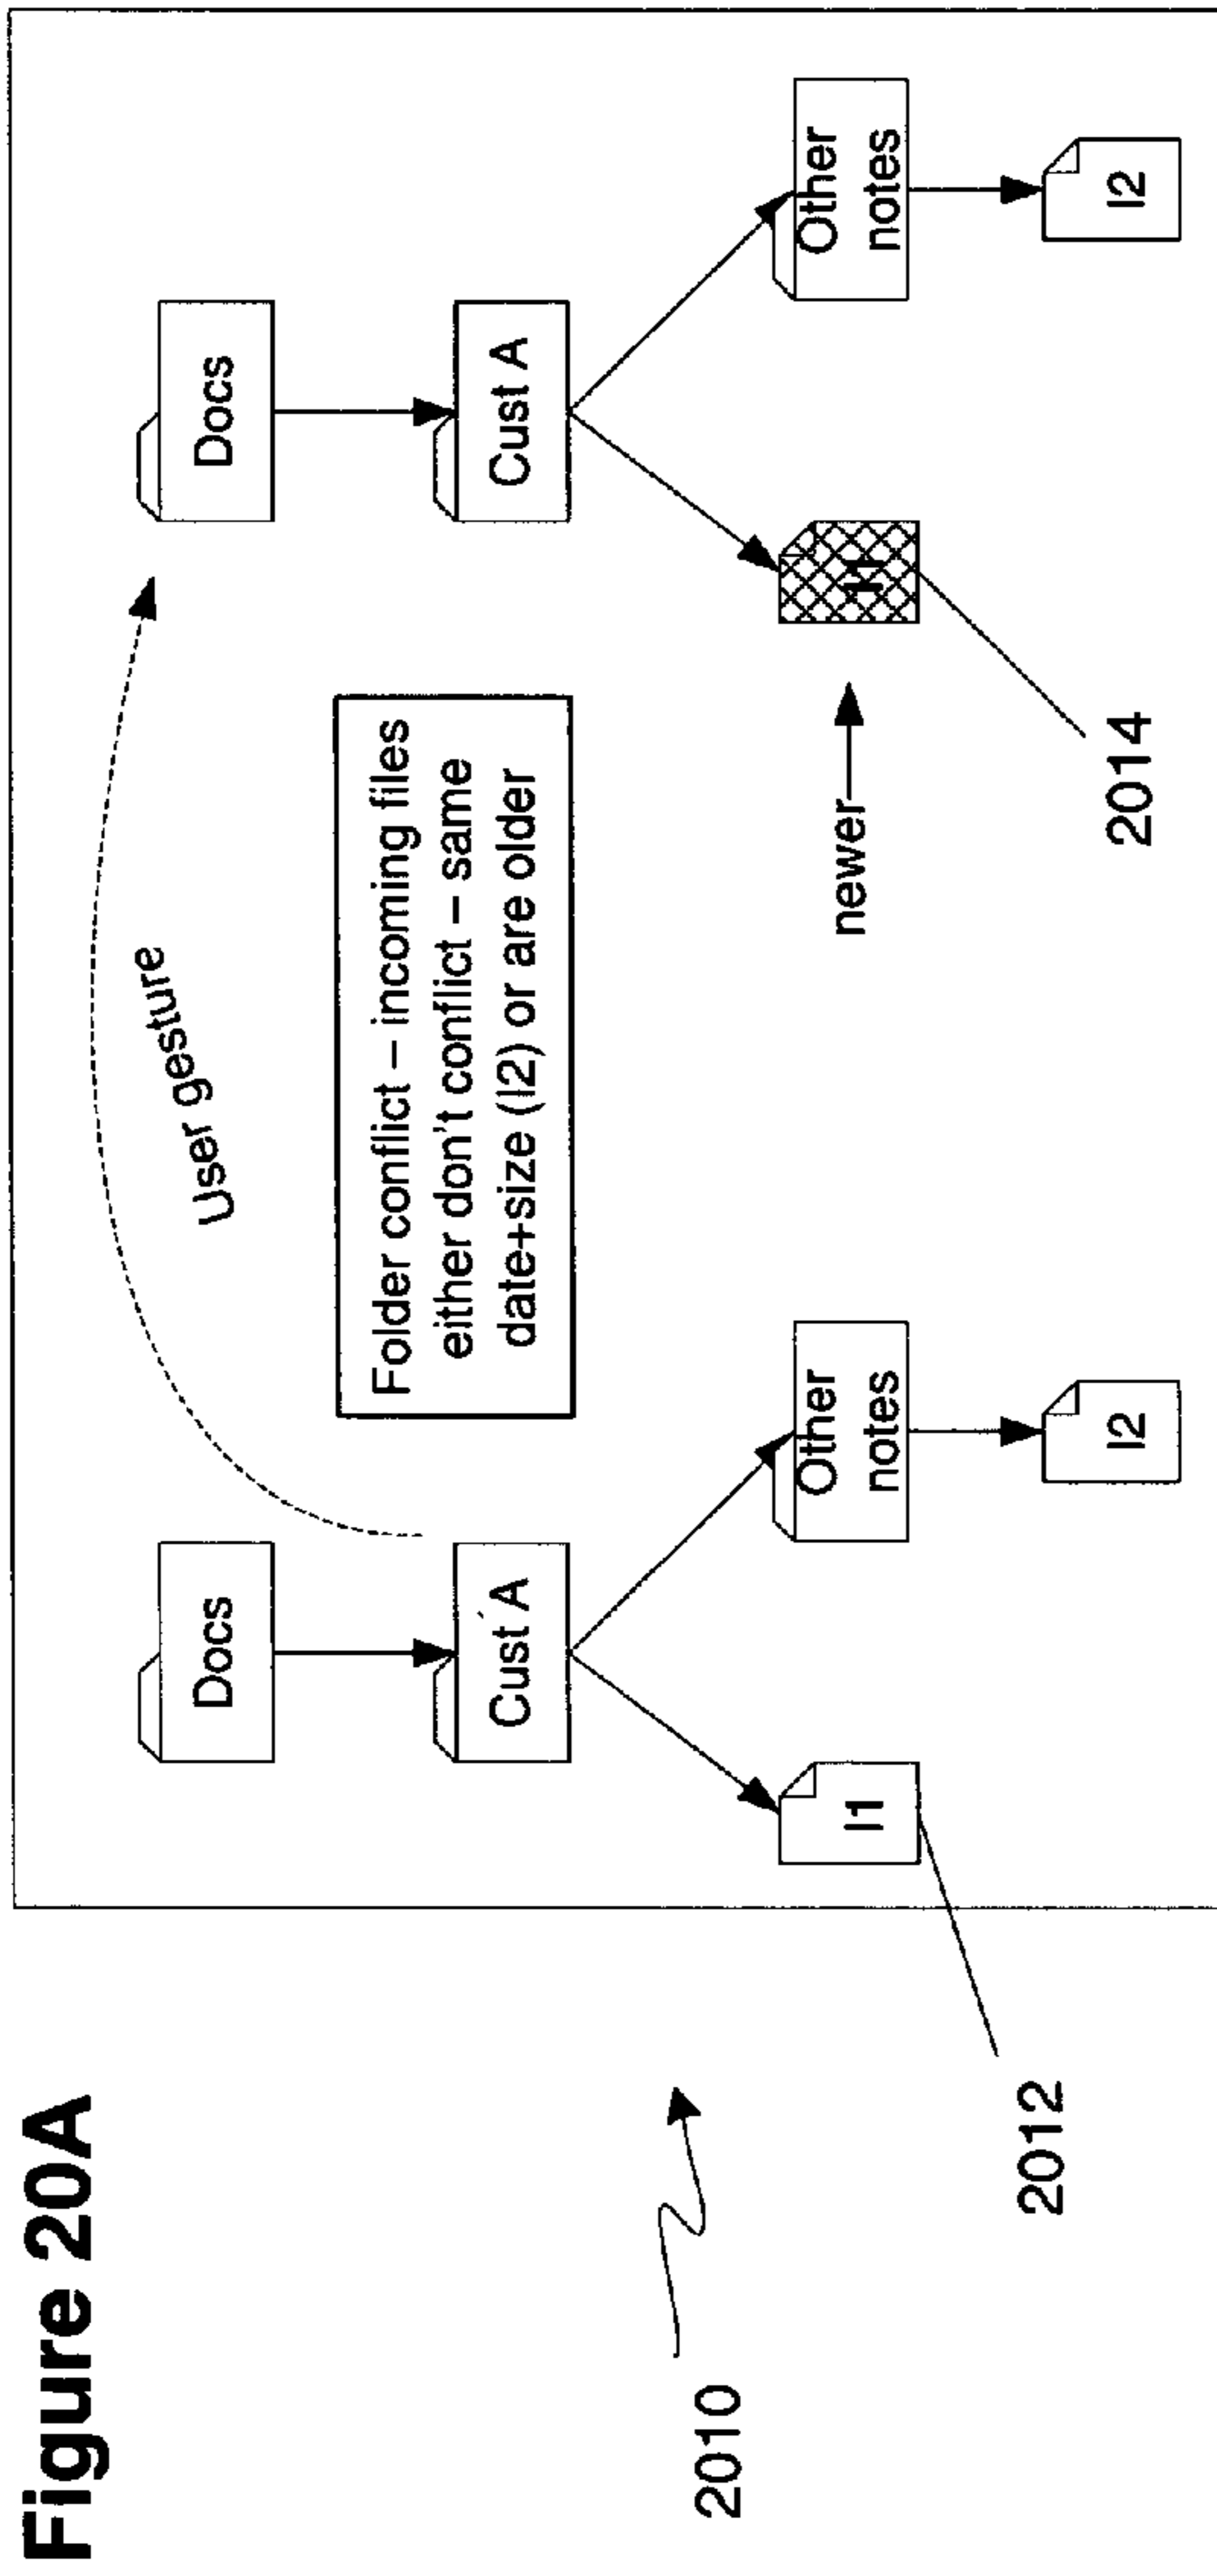 Figure 20A
User gesture
Docs
Docs
Folder conflict – incoming files
either don't conflict – same
date+size (I2) or are older
Cust A
Cust A
2010
newer
I1
Other
notes
I1
Other
notes
2012
I2
2014
I2